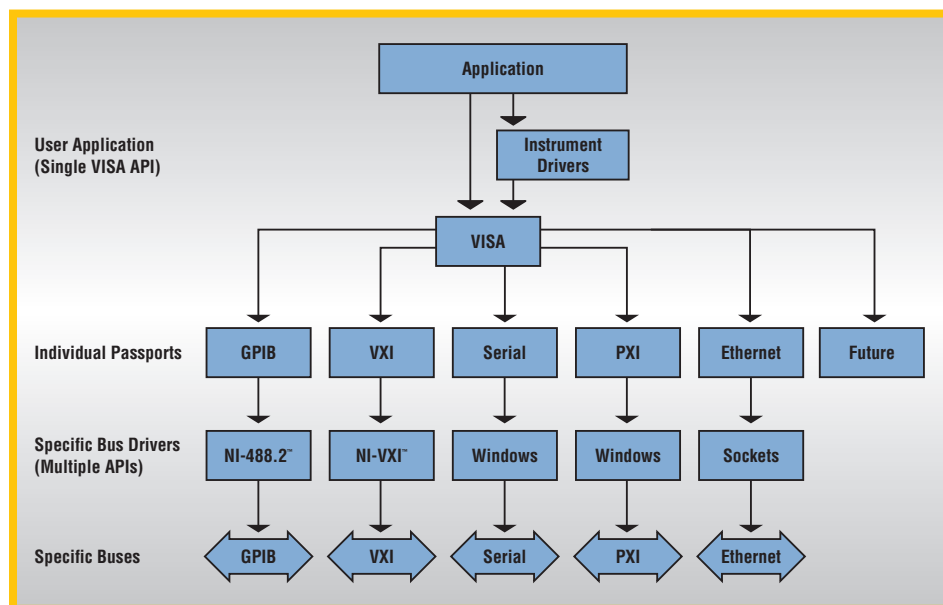 Application
User Application
(Single VISA API)
Instrument
Drivers
VISA
Individual Passports
GPIB
VXI
Serial
PXI
Ethernet
Future
Specific Bus Drivers
(Multiple APIs)
NI-488.2™
NI-VXI™
Windows
Windows
Sockets
Specific Buses
GPIB
VXI
Serial
PXI
Ethernet